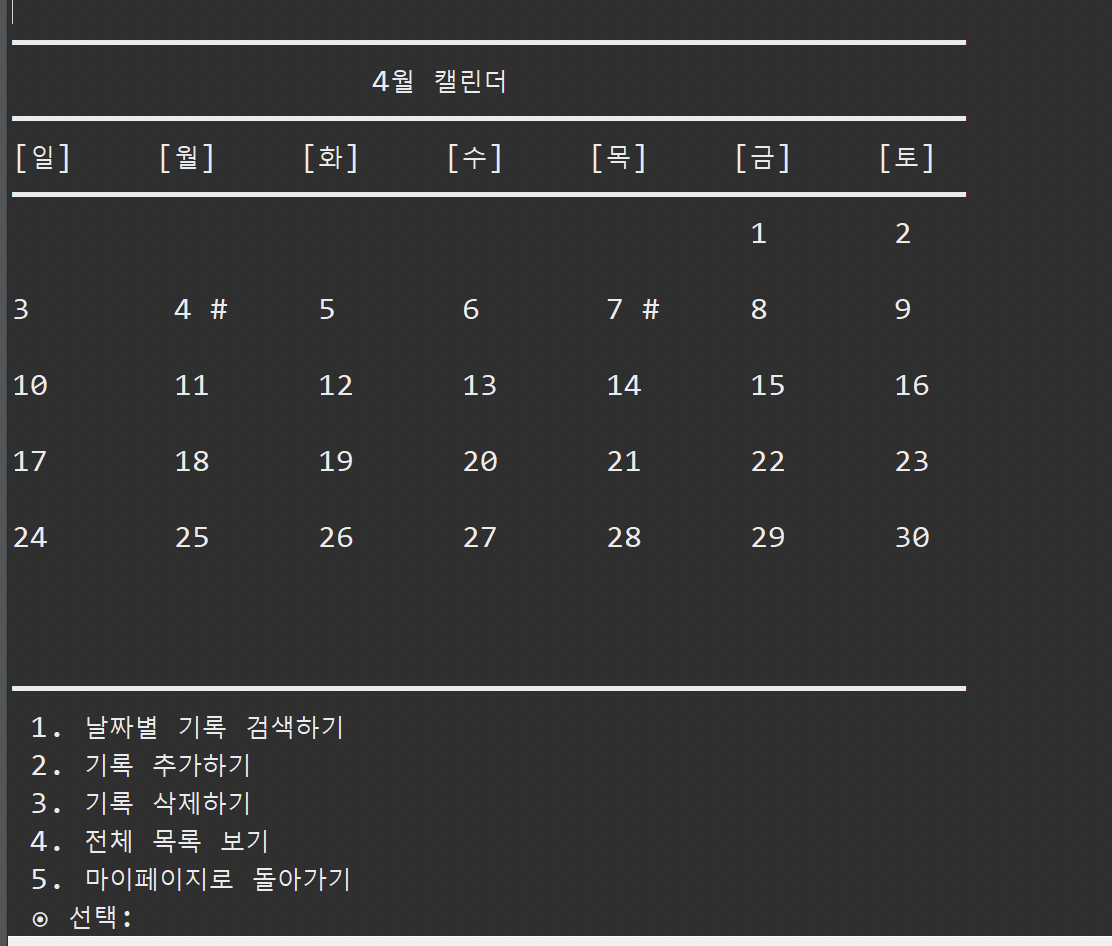 4월 캘린더
[일] [월] [화] [수] [목] [금] [토]
1 2
3 4 # 5 6 7 # 8 9
10 11 12 13 14 15 16
17 18 19 20 21 22 23
24 25 26 27 28 29 30
1. 날짜별 기록 검색하기
2. 기록 추가하기
3. 기록 삭제하기
4. 전체 목록 보기
5. 마이페이지로 돌아가기
⊙ 선택: